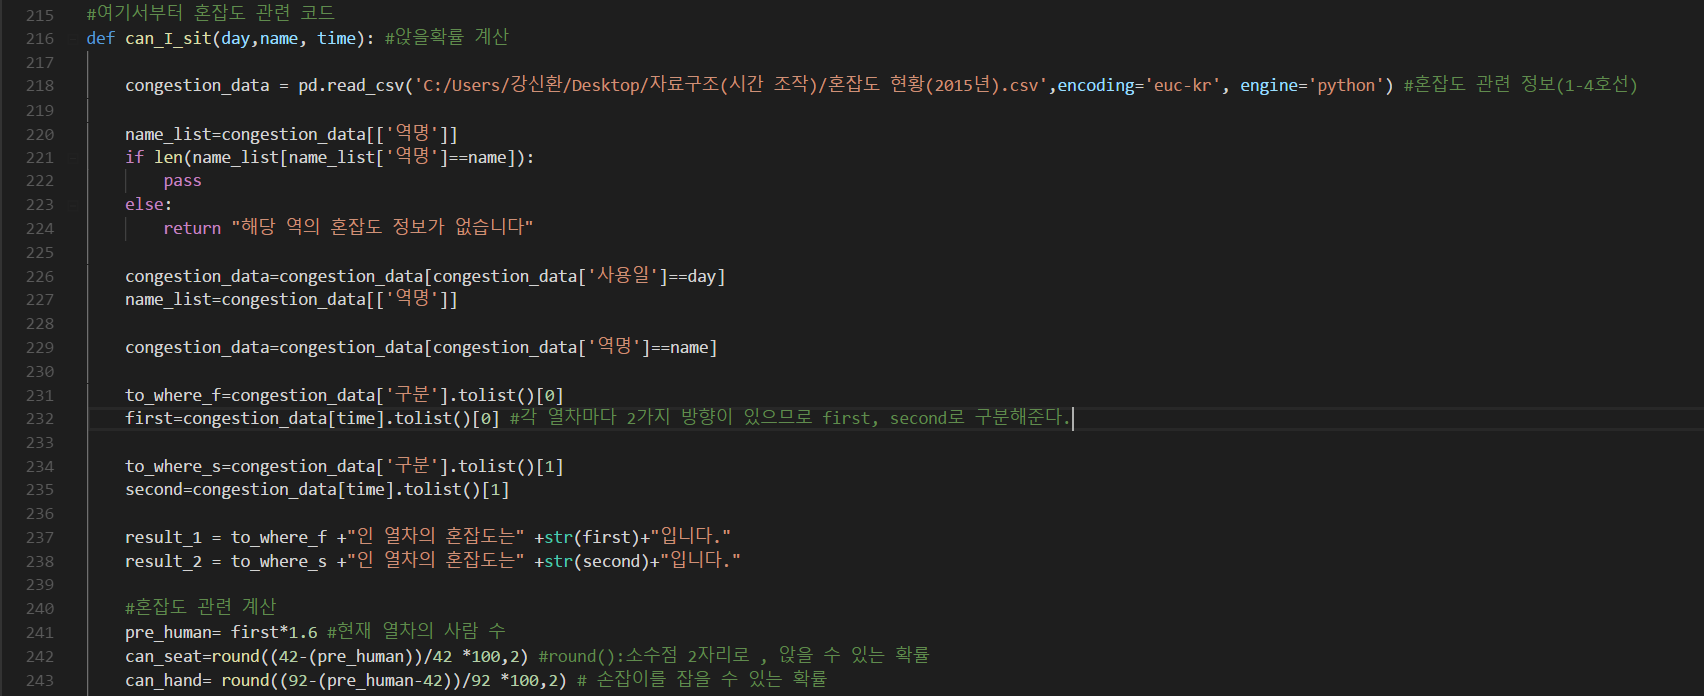 215 #여기서부터 혼잡도 관련 코드
216 def can_I_sit(day,name, time): #앉을확률 계산
217
218 congestion_data = pd.read_csv('C:/Users/강신환/Desktop/자료구조(시간 조작)/혼잡도 현황(2015년).csv',encoding='euc-kr', engine='python') #혼잡도 관련 정보(1-4호선)
219
220 name_list=congestion_data[['역명']]
221 if len(name_list[name_list['역명']==name]):
222 pass
223 else:
224 return "해당 역의 혼잡도 정보가 없습니다"
225
226 congestion_data=congestion_data[congestion_data['사용일']==day]
227 name_list=congestion_data[['역명']]
228
229 congestion_data=congestion_data[congestion_data['역명']==name]
230
231 to_where_f=congestion_data['구분'].tolist()[0]
232 first=congestion_data[time].tolist()[0] #각 열차마다 2가지 방향이 있으므로 first, second로 구분해준다.
233
234 to_where_s=congestion_data['구분'].tolist()[1]
235 second=congestion_data[time].tolist()[1]
236
237 result_1 = to_where_f +"인 열차의 혼잡도는" +str(first)+"입니다."
238 result_2 = to_where_s +"인 열차의 혼잡도는" +str(second)+"입니다."
239
240 #혼잡도 관련 계산
241 pre_human= first*1.6 #현재 열차의 사람 수
242 can_seat=round((42-(pre_human))/42 *100,2) #round():소수점 2자리로 , 앉을 수 있는 확률
243 can_hand= round((92-(pre_human-42))/92 *100,2) # 손잡이를 잡을 수 있는 확률